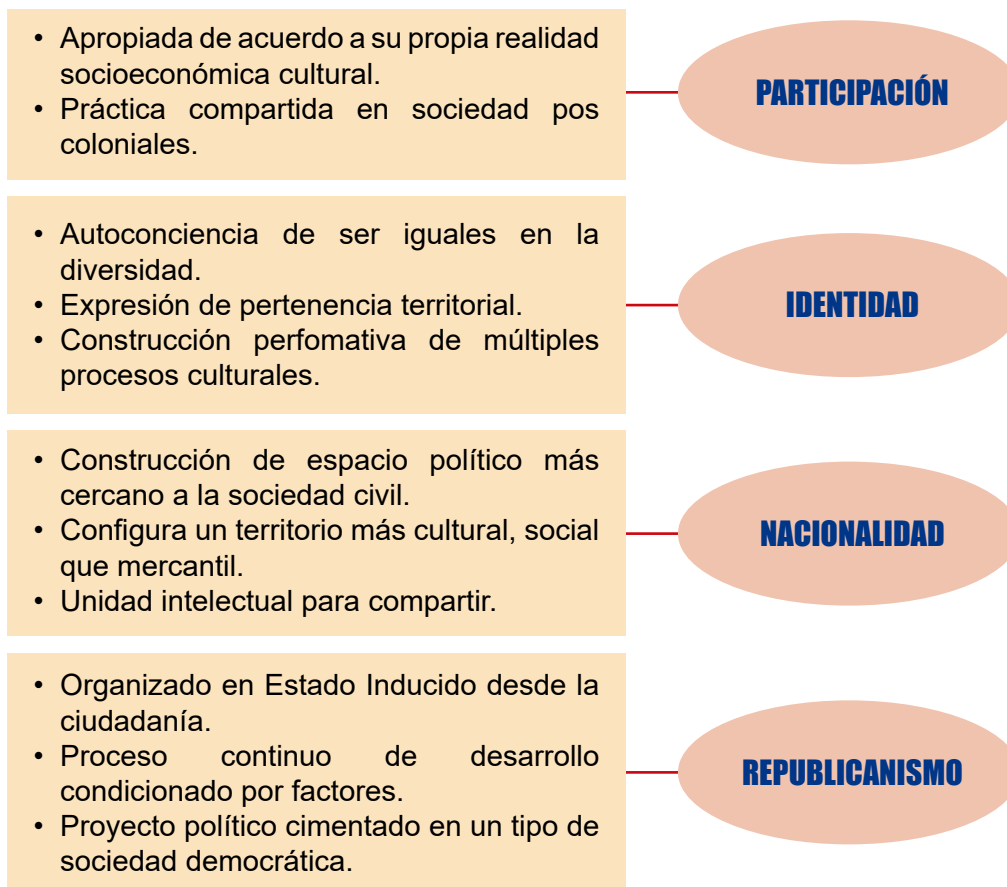 • Apropiada de acuerdo a su propia realidad
socioeconómica cultural.
• Práctica compartida en sociedad pos
coloniales.
PARTICIPACIÓN
• Autoconciencia de ser iguales en la
diversidad.
• Expresión de pertenencia territorial.
• Construcción perfomativa de múltiples
procesos culturales.
IDENTIDAD
• Construcción de espacio político más
cercano a la sociedad civil.
• Configura un territorio más cultural, social
que mercantil.
• Unidad intelectual para compartir.
NACIONALIDAD
• Organizado en Estado Inducido desde la
ciudadanía.
• Proceso continuo de desarrollo
condicionado por factores.
• Proyecto político cimentado en un tipo de
sociedad democrática.
REPUBLICANISMO